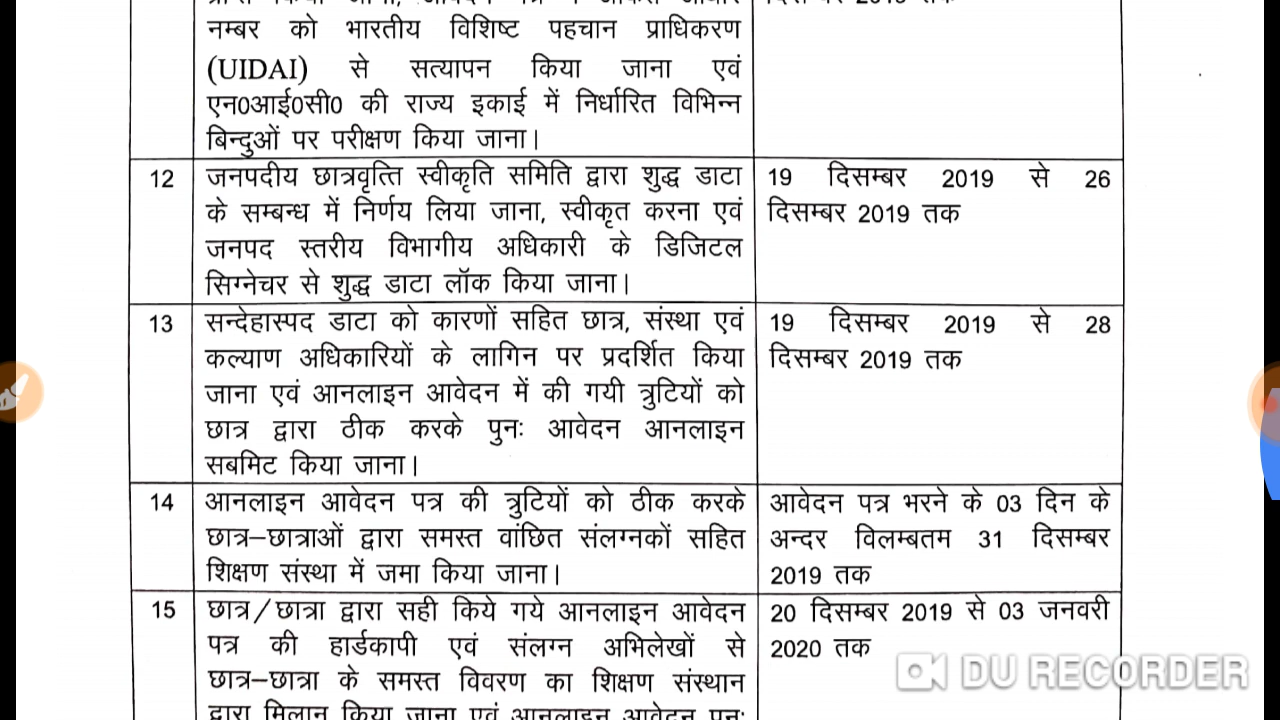 नम्बर को भारतीय विशिष्ट पहचान प्राधिकरण
(UIDAI) से सत्यापन किया जाना एवं
एन0आई0सी0 की राज्य इकाई में निर्धारित विभिन्न
बिन्दुओं पर परीक्षण किया जाना।
12
जनपदीय छात्रवृत्ति स्वीकृति समिति द्वारा शुद्ध डाटा
के सम्बन्ध में निर्णय लिया जाना, स्वीकृत करना एवं
जनपद स्तरीय विभागीय अधिकारी के डिजिटल
सिग्नेचर से शुद्ध डाटा लॉक किया जाना।
19 दिसम्बर 2019 से 26
दिसम्बर 2019 तक
13
सन्देहास्पद डाटा को कारणों सहित छात्र, संस्था एवं
कल्याण अधिकारियों के लागिन पर प्रदर्शित किया
जाना एवं आनलाइन आवेदन में की गयी त्रुटियों को
छात्र द्वारा ठीक करके पुनः आवेदन आनलाइन
सबमिट किया जाना।
19 दिसम्बर 2019 से 28
दिसम्बर 2019 तक
14
आनलाइन आवेदन पत्र की त्रुटियों को ठीक करके
छात्र–छात्राओं द्वारा समस्त वांछित संलग्नकों सहित
शिक्षण संस्था में जमा किया जाना।
आवेदन पत्र भरने के 03 दिन के
अन्दर विलम्बतम 31 दिसम्बर
2019 तक
15
छात्र/छात्रा द्वारा सही किये गये आनलाइन आवेदन
पत्र की हार्डकापी एवं संलग्न अभिलेखों से
छात्र–छात्रा के समस्त विवरण का शिक्षण संस्थान
द्वारा मिलान किया जाना एवं आनलाइन आवेदन पुनः
20 दिसम्बर 2019 से 03 जनवरी
2020 तक
DU RECORDER